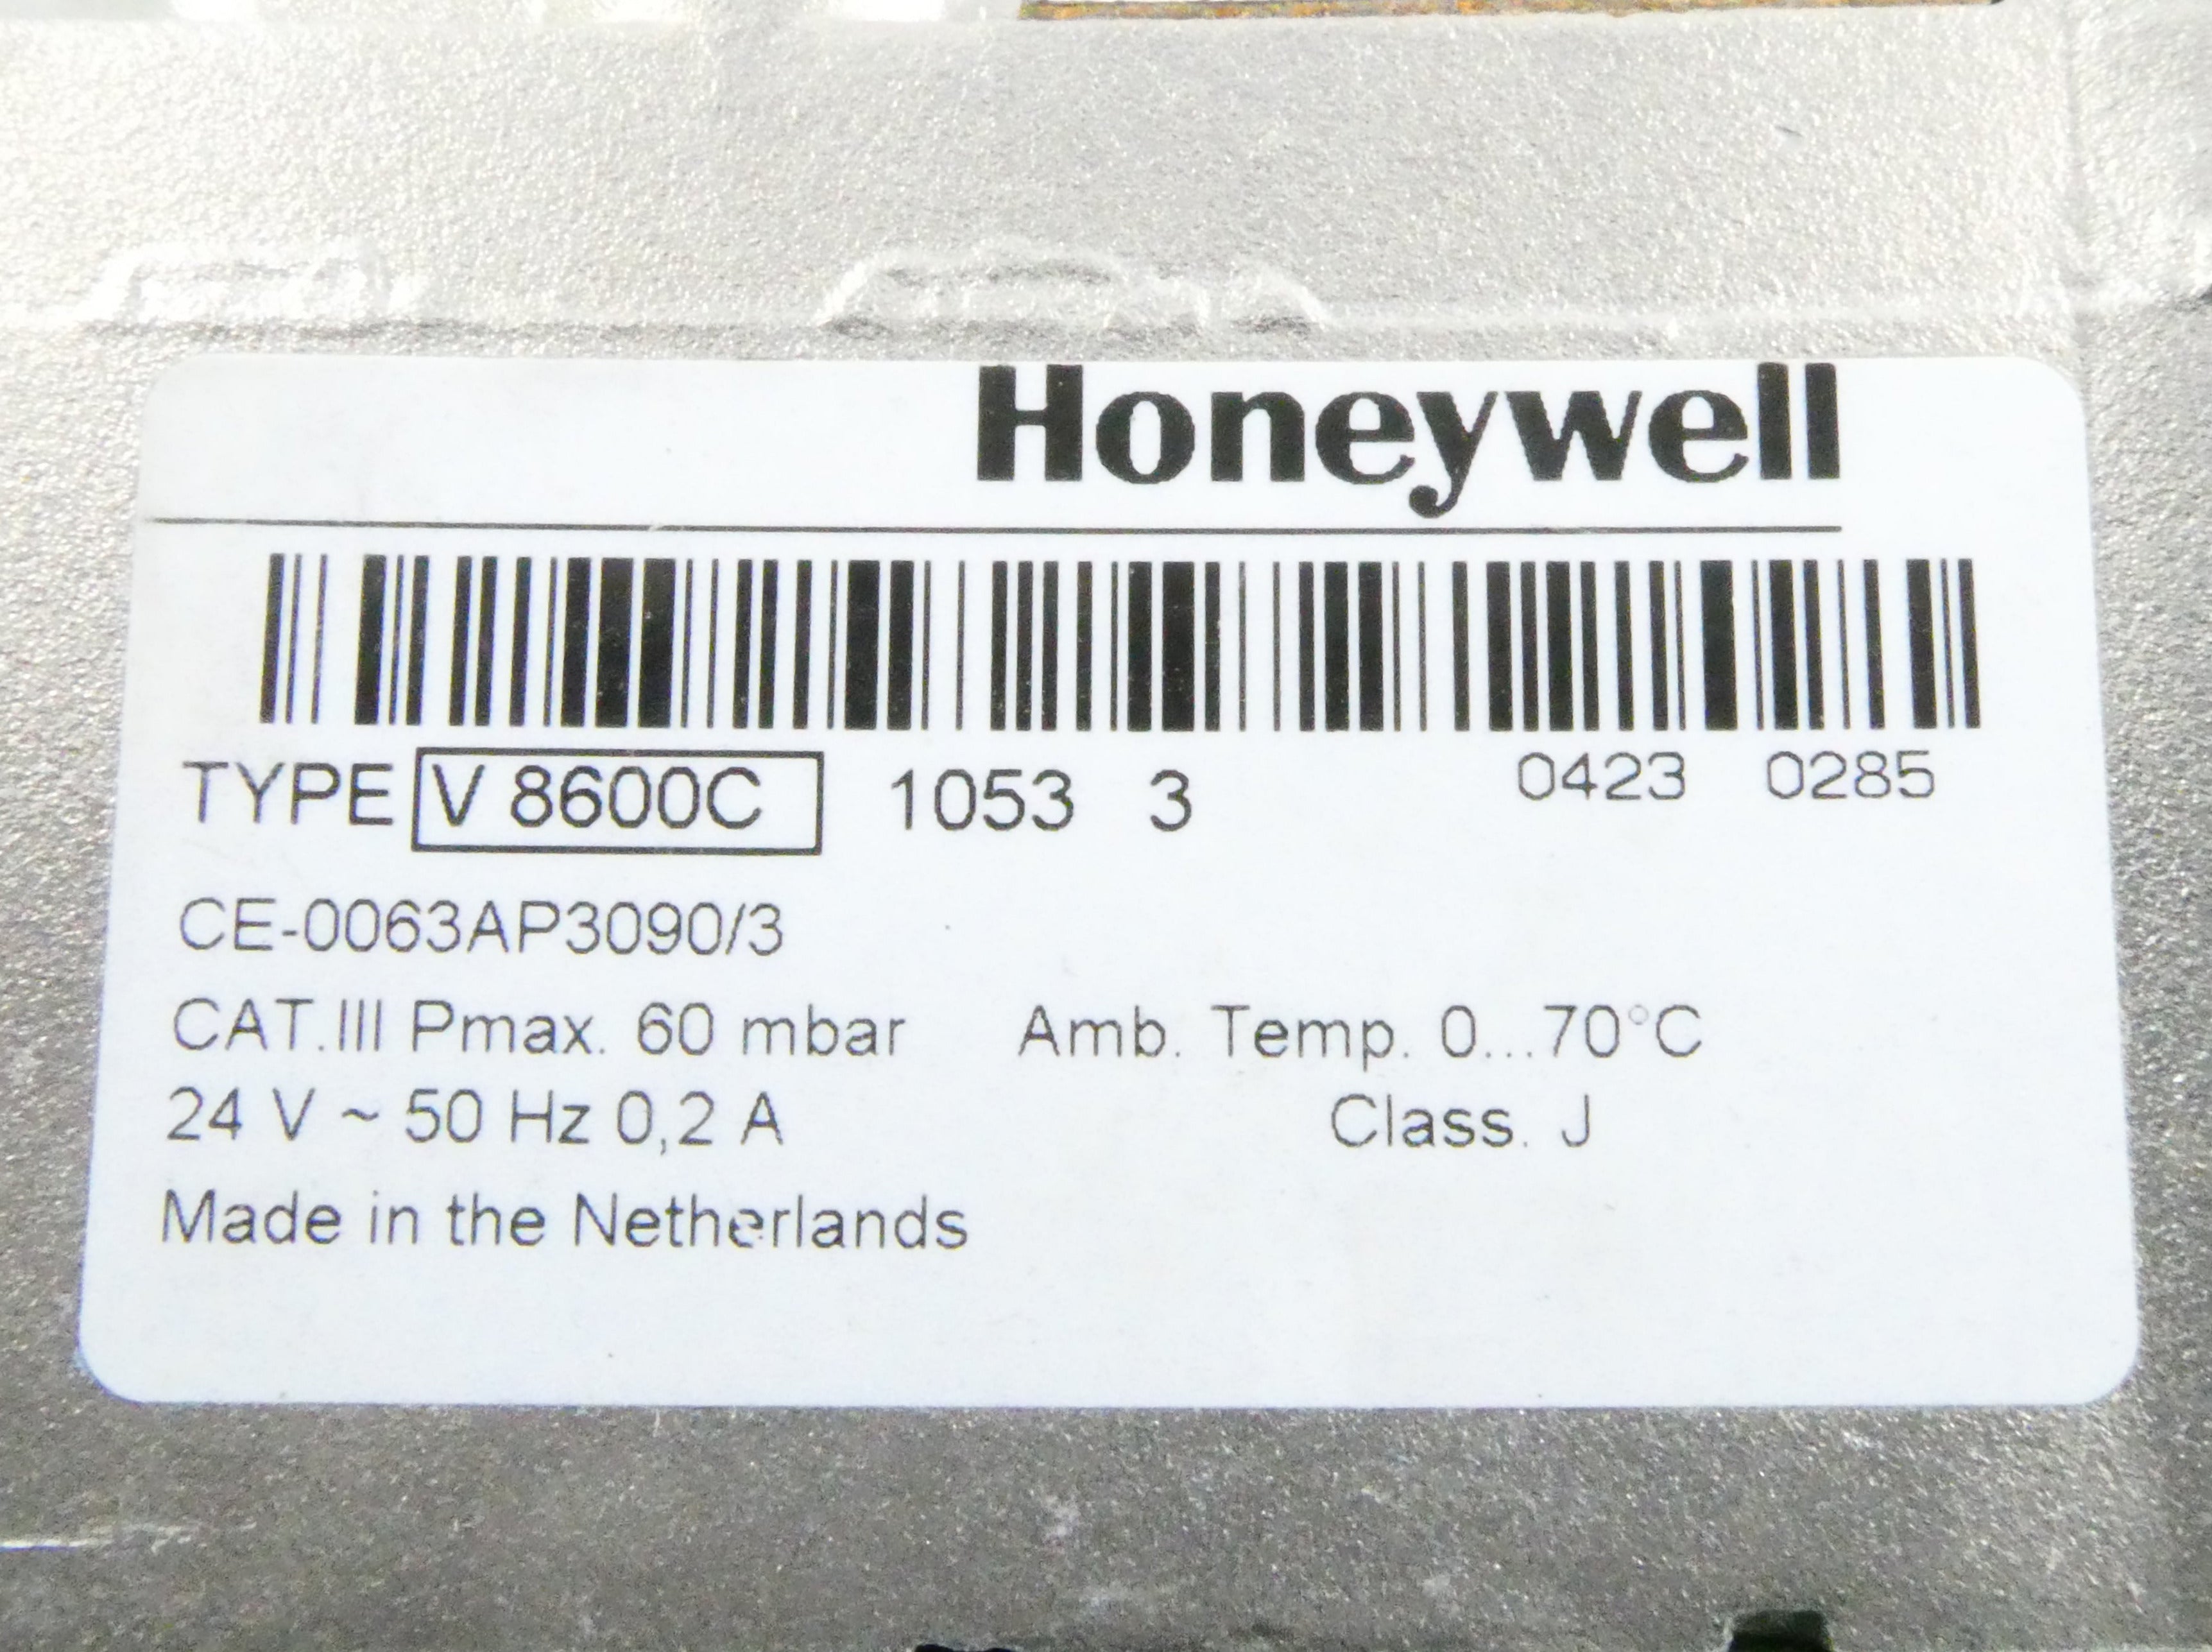 Honeywell
TYPE V 8600C 1053 3 0423 0285
CE-0063AP3090/3
CAT.III Pmax. 60 mbar Amb. Temp. 0...70°C
24 V ~ 50 Hz 0,2 A Class. J
Made in the Netherlands